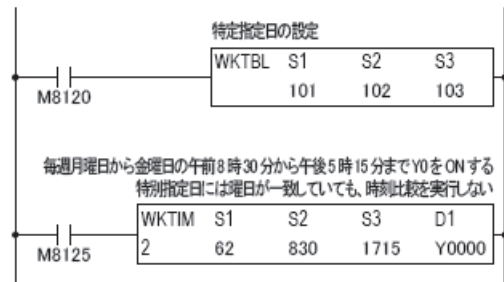 特定指定日の設定
WKTBL S1 S2 S3
101 102 103
M8120
毎週月曜日から金曜日の午前8時30分から午後5時15分までY0をONする
特別指定日には曜日が一致していても、時刻比較を実行しない
WKTIM S1 S2 S3 D1
2 62 830 1715 Y0000
M8125